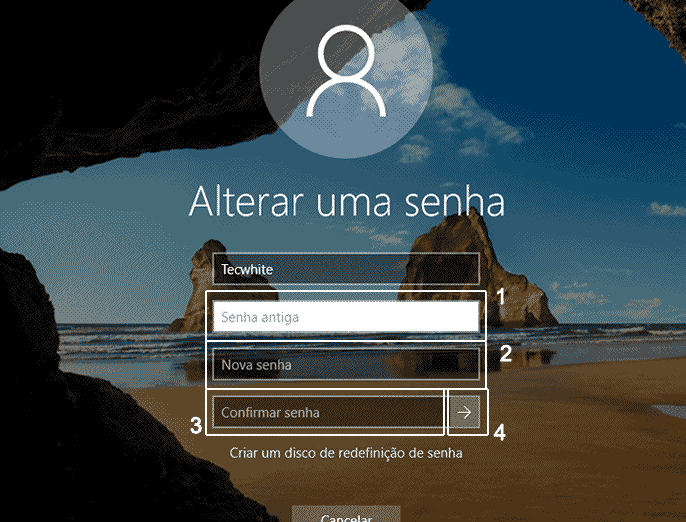 Alterar uma senha
Tecwhite
1
Senha antiga
2
Nova senha
3
Confirmar senha
4
Criar um disco de redefinição de senha
Cancelar